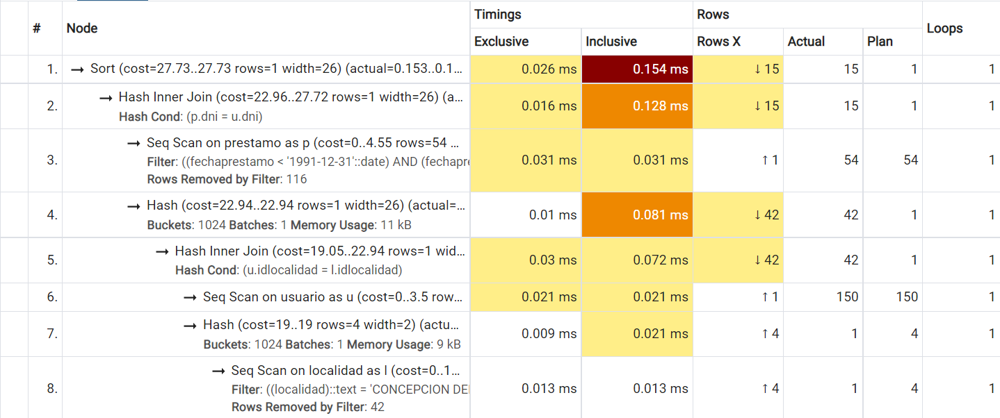 # Node Timings Rows Loops
Exclusive Inclusive Rows X Actual Plan
1. → Sort (cost=27.73..27.73 rows=1 width=26) (actual=0.153..0.1... 0.026 ms 0.154 ms ↓ 15 15 1 1
2. → Hash Inner Join (cost=22.96..27.72 rows=1 width=26) (a... 0.016 ms 0.128 ms ↓ 15 15 1 1
Hash Cond: (p.dni = u.dni)
3. → Seq Scan on prestamo as p (cost=0..4.55 rows=54 ... 0.031 ms 0.031 ms ↑ 1 54 54 1
Filter: ((fechaprestamo < '1991-12-31'::date) AND (fechapre
Rows Removed by Filter: 116
4. → Hash (cost=22.94..22.94 rows=1 width=26) (actual=... 0.01 ms 0.081 ms ↓ 42 42 1 1
Buckets: 1024 Batches: 1 Memory Usage: 11 kB
5. → Hash Inner Join (cost=19.05..22.94 rows=1 wid... 0.03 ms 0.072 ms ↓ 42 42 1 1
Hash Cond: (u.idlocalidad = l.idlocalidad)
6. → Seq Scan on usuario as u (cost=0..3.5 row... 0.021 ms 0.021 ms ↑ 1 150 150 1
7. → Hash (cost=19..19 rows=4 width=2) (actu... 0.009 ms 0.021 ms ↑ 4 1 4 1
Buckets: 1024 Batches: 1 Memory Usage: 9 kB
8. → Seq Scan on localidad as l (cost=0..1... 0.013 ms 0.013 ms ↑ 4 1 4 1
Filter: ((localidad)::text = 'CONCEPCION DE
Rows Removed by Filter: 42